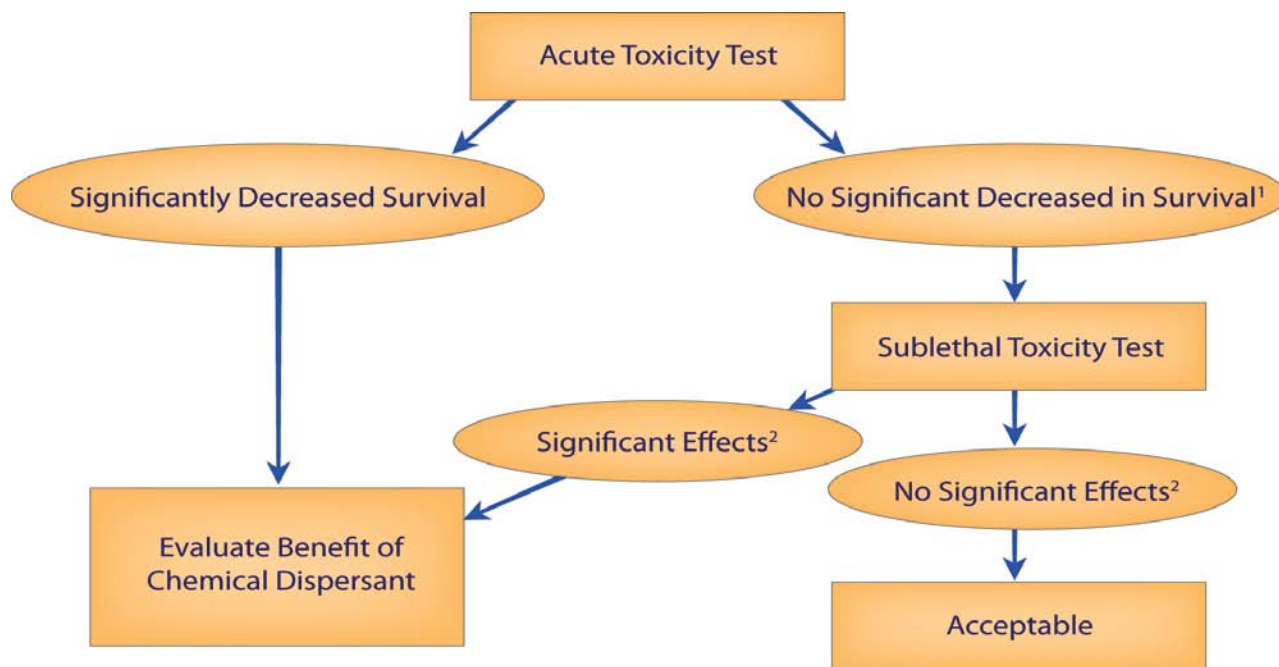 Acute Toxicity Test
Significantly Decreased Survival
No Significant Decreased in Survival¹
Sublethal Toxicity Test
Significant Effects²
No Significant Effects²
Evaluate Benefit of
Chemical Dispersant
Acceptable